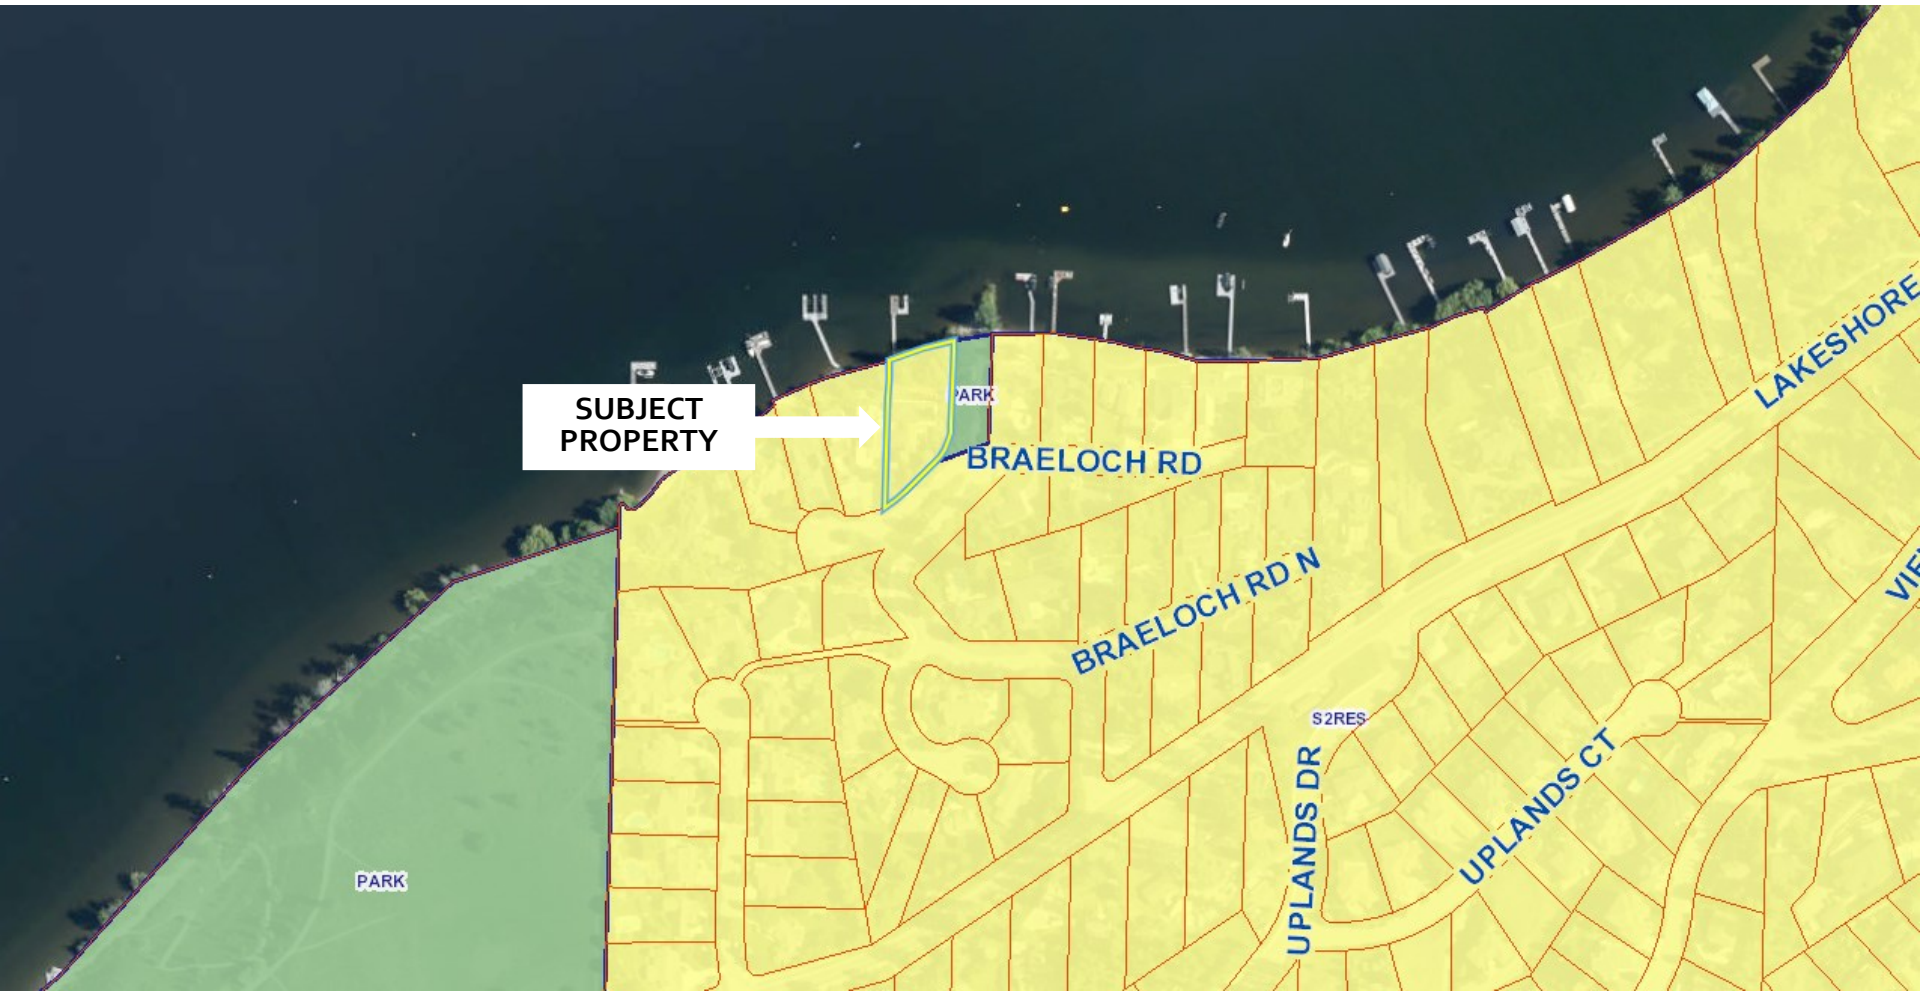 LAKESHORE
SUBJECT
PROPERTY
PARK
BRAELOCH RD
BRAELOCH RD N
S2RES
UPLANDS DR
UPLANDS CT
PARK